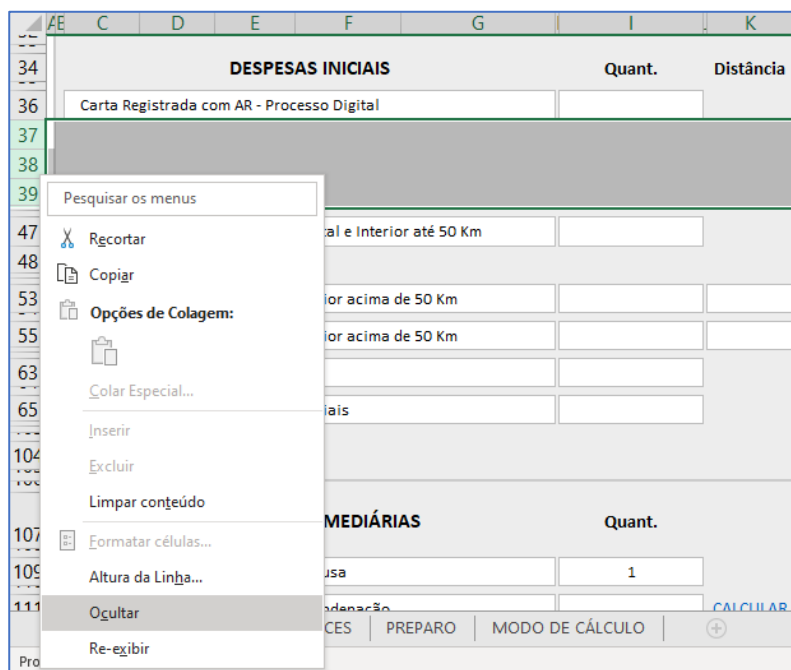 C D E F G I K
34 DESPESAS INICIAIS Quant. Distância
36 Carta Registrada com AR - Processo Digital
37
38
39
Pesquisar os menus
Recortar
47 tal e Interior até 50 Km
48
Copiar
53 ior acima de 50 Km
Opções de Colagem:
55 ior acima de 50 Km
63
Colar Especial...
65 iais
Inserir
104
Excluir
Limpar conteúdo
107 MEDIÁRIAS Quant.
Formatar células...
109 usa 1
Altura da Linha...
111 ndenação CALCULAR
Ocultar
CES PREPARO MODO DE CÁLCULO
Re-exibir
Pro